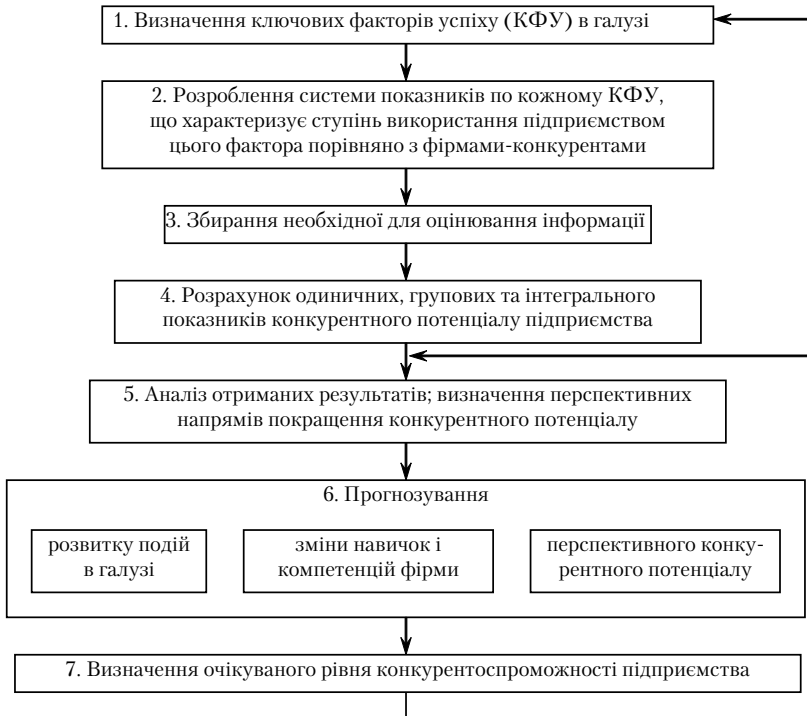 1. Визначення ключових факторів успіху (КФУ) в галузі
2. Розроблення системи показників по кожному КФУ,
що характеризує ступінь використання підприємством
цього фактора порівняно з фірмами-конкурентами
3. Збирання необхідної для оцінювання інформації
4. Розрахунок одиничних, групових та інтегрального
показників конкурентного потенціалу підприємства
5. Аналіз отриманих результатів; визначення перспективних
напрямів покращення конкурентного потенціалу
6. Прогнозування
розвитку подій
в галузі
зміни навичок і
компетенцій фірми
перспективного конку-
рентного потенціалу
7. Визначення очікуваного рівня конкурентоспроможності підприємства